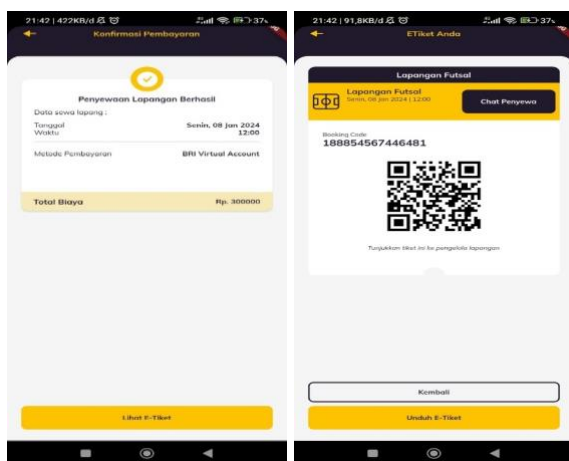 21:42 | 422KB/d
37%
Konfirmasi Pembayaran
Penyewaan Lapangan Berhasil
Data sewa lapang :
Tanggal Senin, 08 Jan 2024
Waktu 12:00
Metode Pembayaran BRI Virtual Account
Total Biaya Rp. 300000
Lihat E-Tiket
21:42 | 91,8KB/d
37%
ETiket Anda
Lapangan Futsal
Lapangan Futsal
Senin, 08 Jan 2024 | 12:00
Chat Penyewa
Booking Code
188854567446481
Tunjukkan tiket ini ke pengelola lapangan
Kembali
Unduh E-Tiket